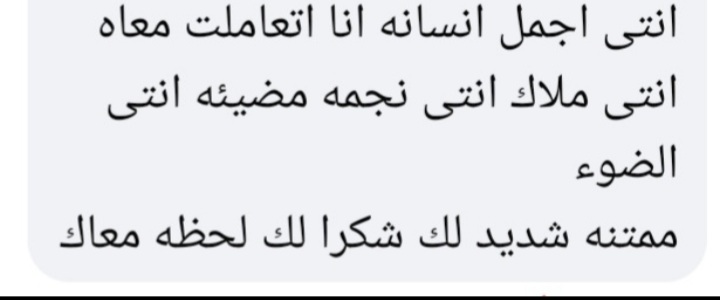 انتى اجمل انسانه انا اتعاملت معاه
انتى ملاك انتى نجمه مضيئه انتى
الضوء
ممتنه شديد لك شكرا لك لحظه معاك